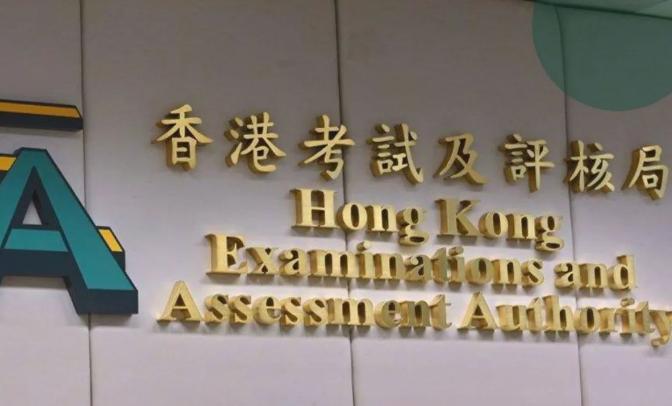 香港考試及評核局
Hong Kong
Examinations and
Assessment Authority
A